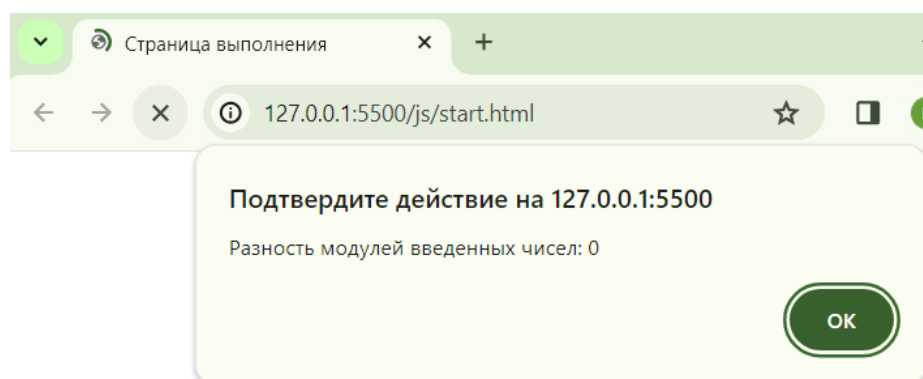 Страница выполнения
127.0.0.1:5500/js/start.html
Подтвердите действие на 127.0.0.1:5500
Разность модулей введенных чисел: 0
ОК